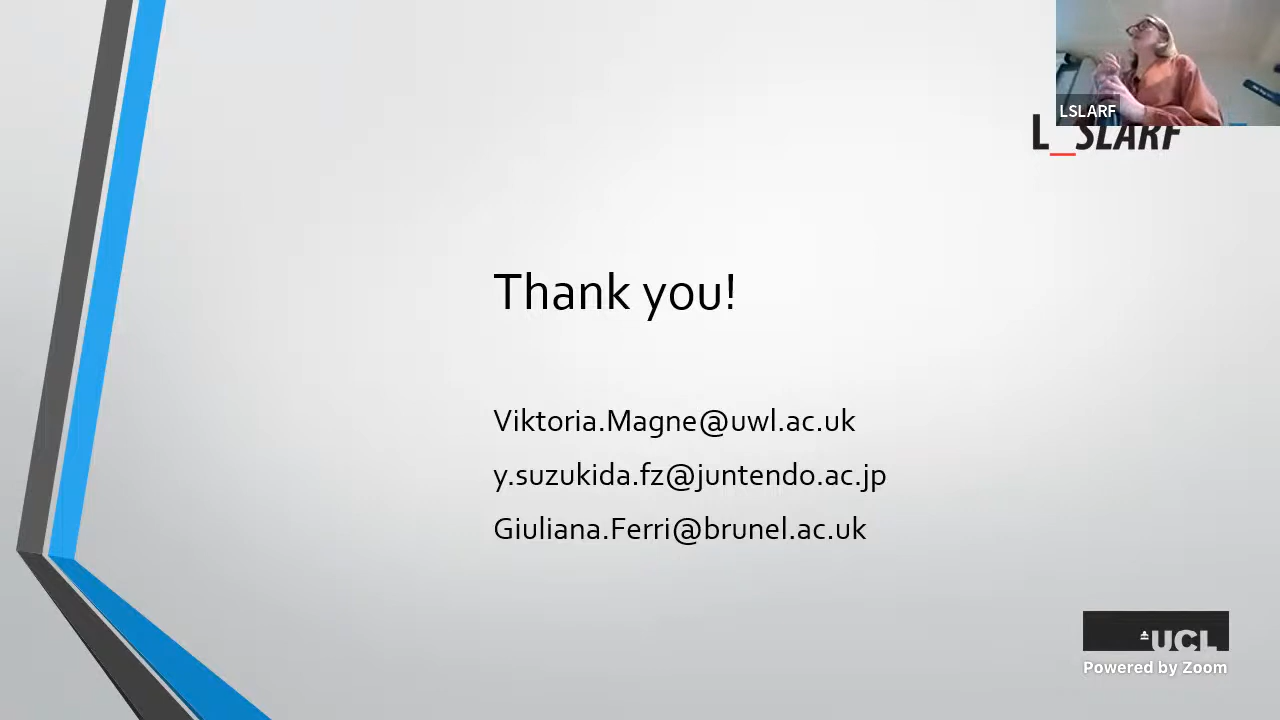 LSLARF
L_SLARF
Thank you!
Viktoria.Magne@uwl.ac.uk
y.suzukida.fz@juntendo.ac.jp
Giuliana.Ferri@brunel.ac.uk
UCL
Powered by Zoom